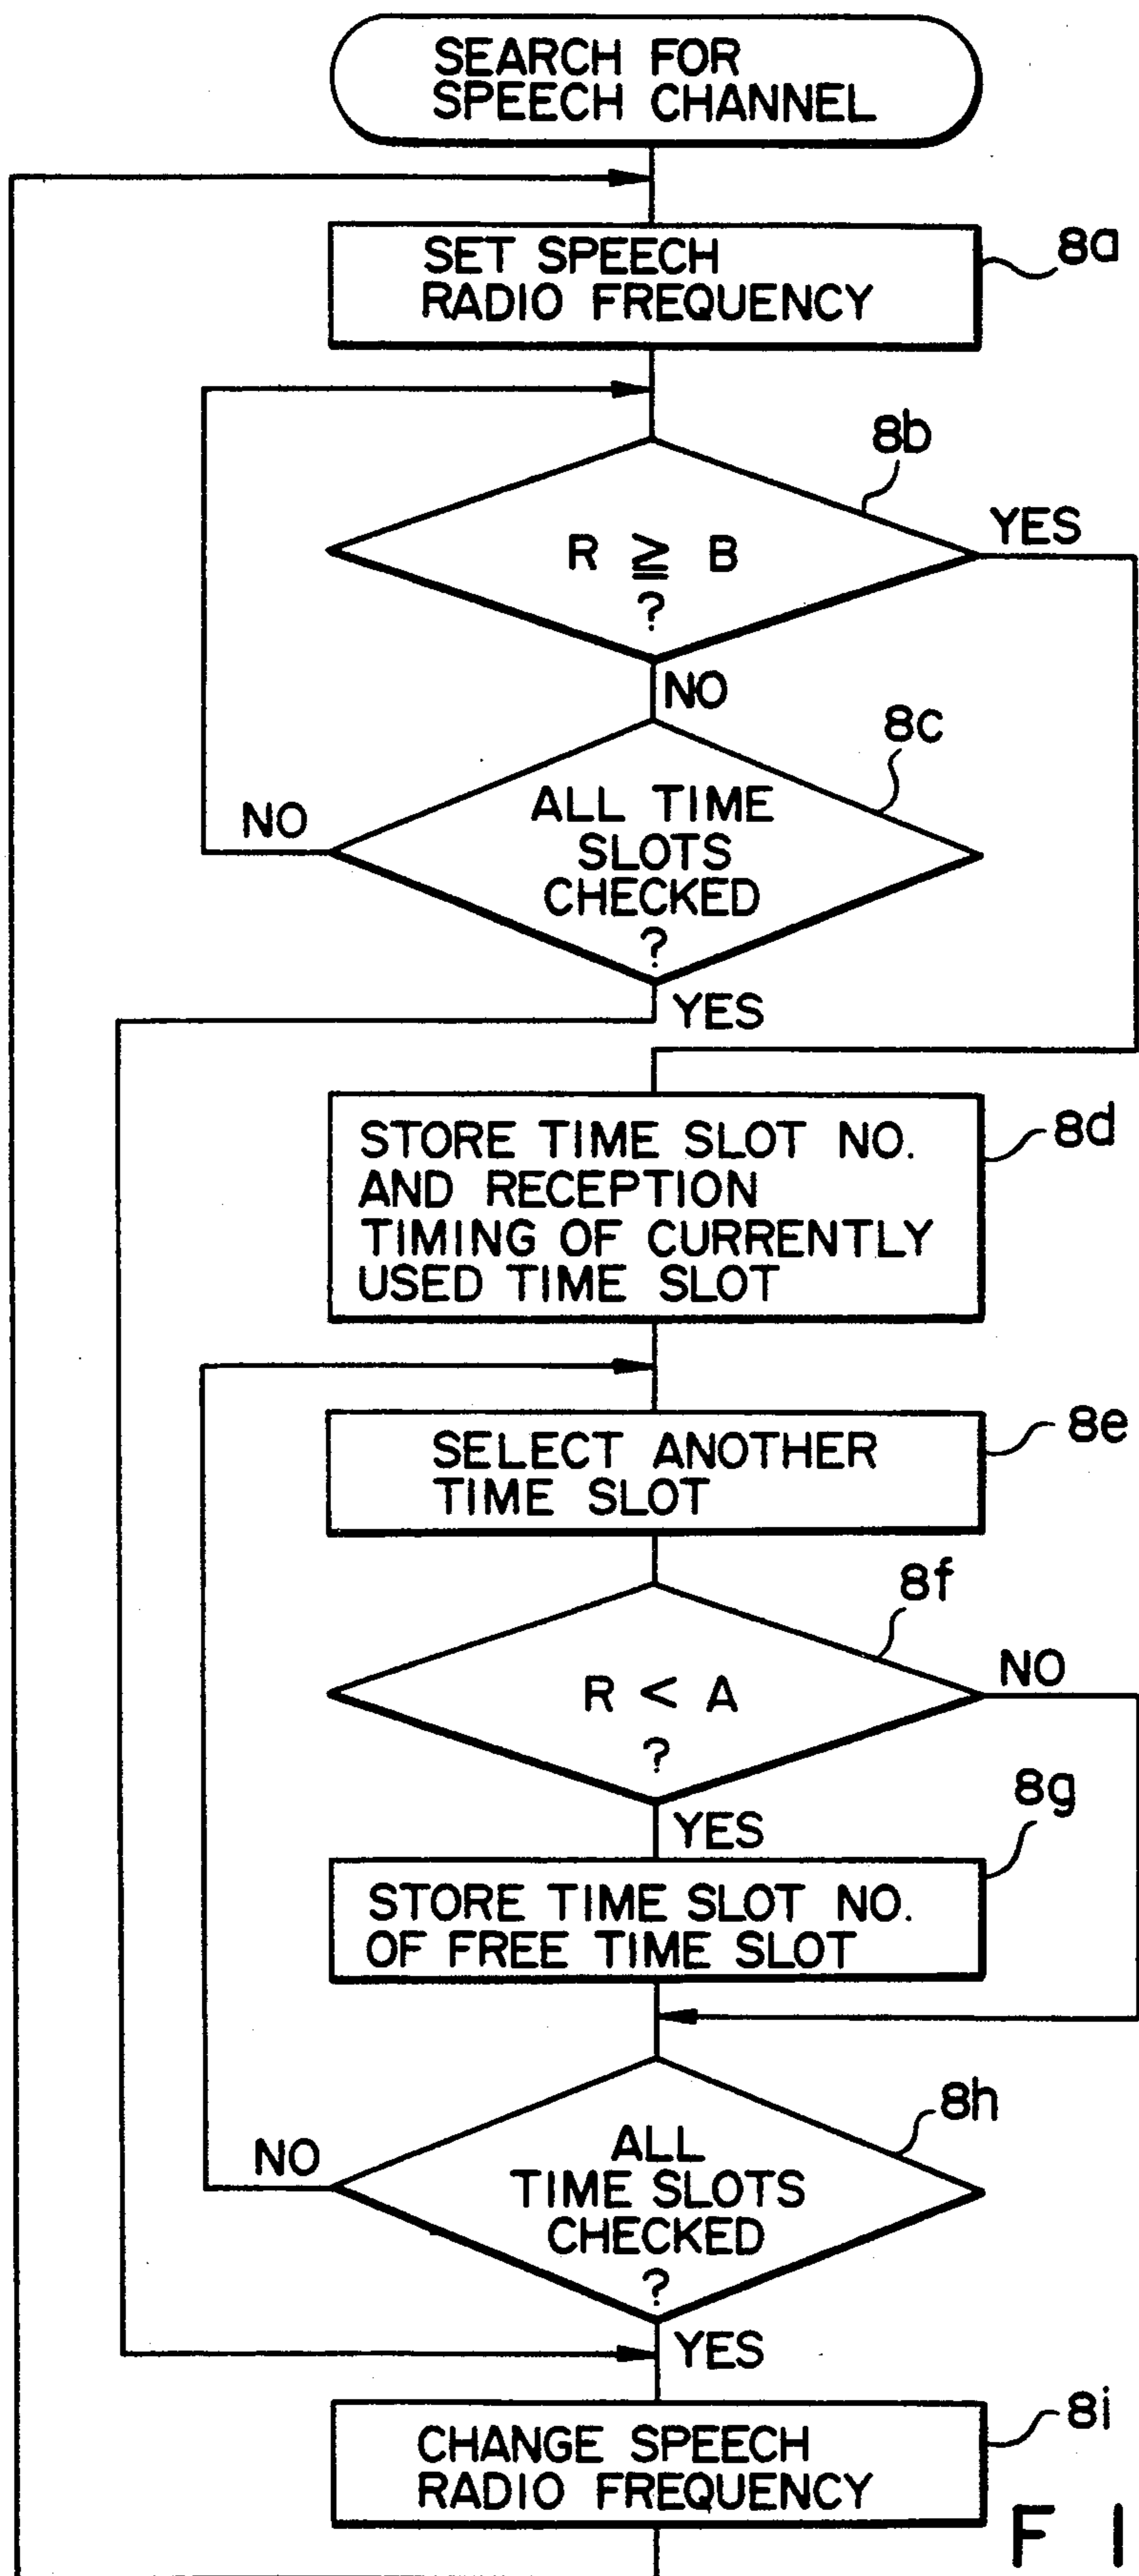 SEARCH FOR
SPEECH CHANNEL
SET SPEECH
RADIO FREQUENCY
8a
8b
R ≧ B
?
YES
NO
8c
ALL TIME
SLOTS
CHECKED
?
NO
YES
STORE TIME SLOT NO.
AND RECEPTION
TIMING OF CURRENTLY
USED TIME SLOT
8d
SELECT ANOTHER
TIME SLOT
8e
8f
R < A
?
NO
YES
8g
STORE TIME SLOT NO.
OF FREE TIME SLOT
8h
ALL
TIME SLOTS
CHECKED
?
NO
YES
CHANGE SPEECH
RADIO FREQUENCY
8i
F I